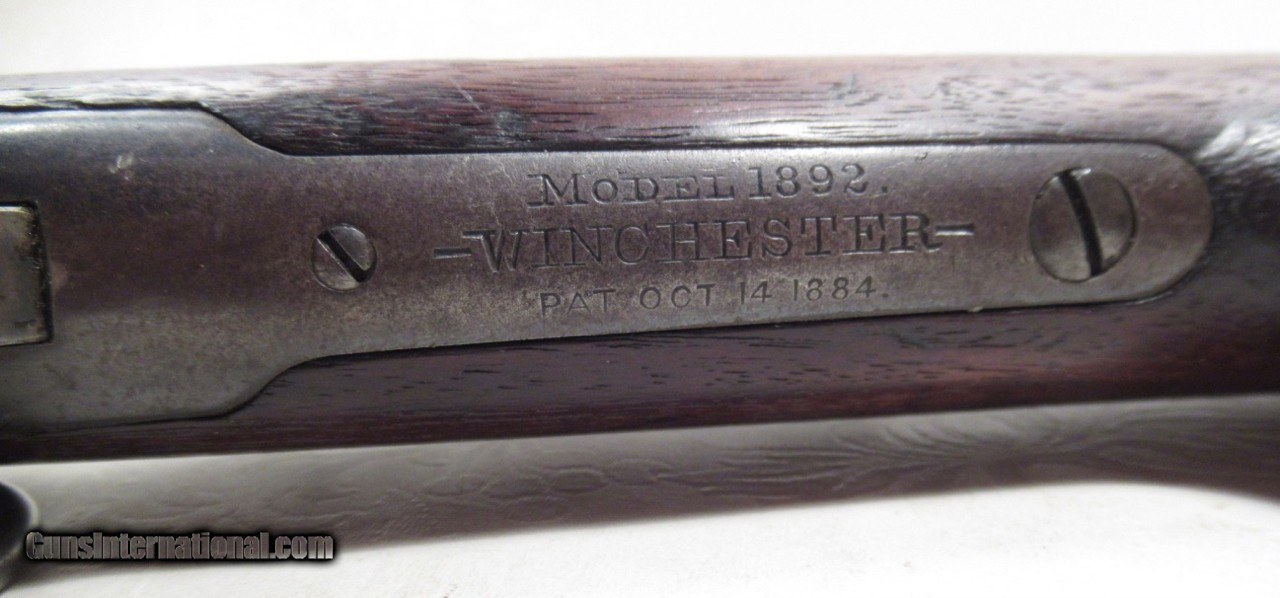 MODEL 1892.
-WINCHESTER-
PAT. OCT 14 1884.
GunsInternational.com